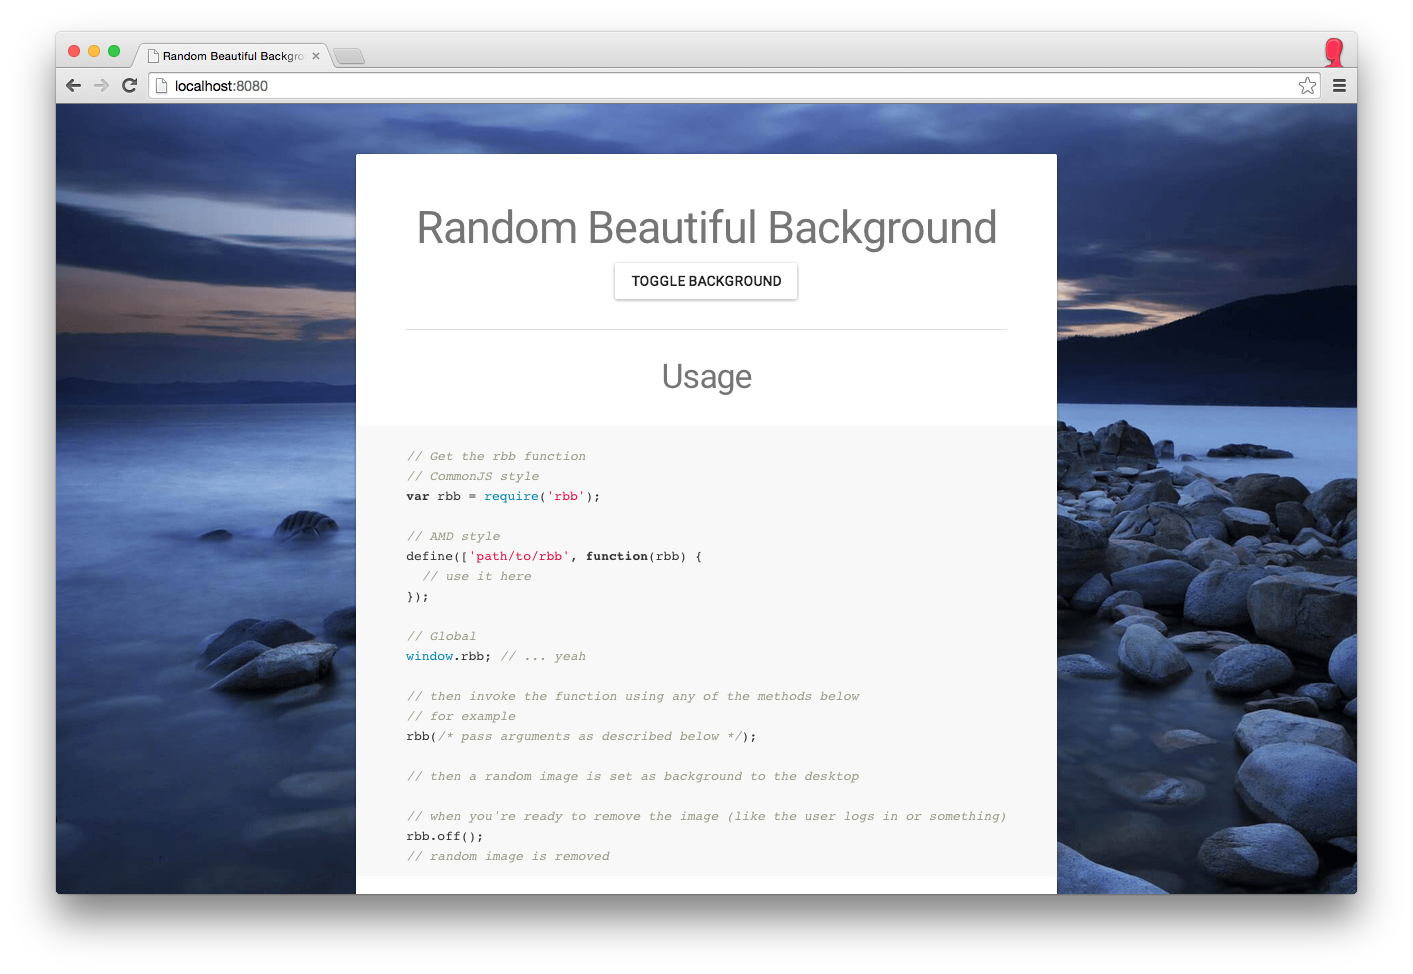 Random Beautiful Backgro
localhost:8080
Random Beautiful Background
TOGGLE BACKGROUND
Usage
// Get the rbb function
// CommonJS style
var rbb = require('rbb');
// AMD style
define(['path/to/rbb', function(rbb) {
// use it here
});
// Global
window.rbb; // ... yeah
// then invoke the function using any of the methods below
// for example
rbb(/* pass arguments as described below */);
// then a random image is set as background to the desktop
// when you're ready to remove the image (like the user logs in or something)
rbb.off();
// random image is removed